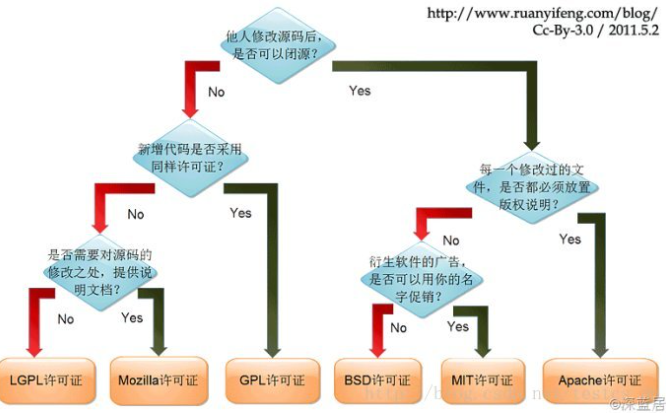 http://www.ruanyifeng.com/blog/
Cc-By-3.0 / 2011.5.2
他人修改源码后,
是否可以闭源?
No
Yes
新增代码是否采用
同样许可证?
每一个修改过的文
件,是否都必须放置
版权说明?
No
Yes
No
Yes
是否需要对源码的
修改之处,提供说
明文档?
衍生软件的广告,
是否可以用你的名
字促销?
No
Yes
No
Yes
LGPL许可证
Mozilla许可证
GPL许可证
BSD许可证
MIT许可证
Apache许可证
@深蓝居